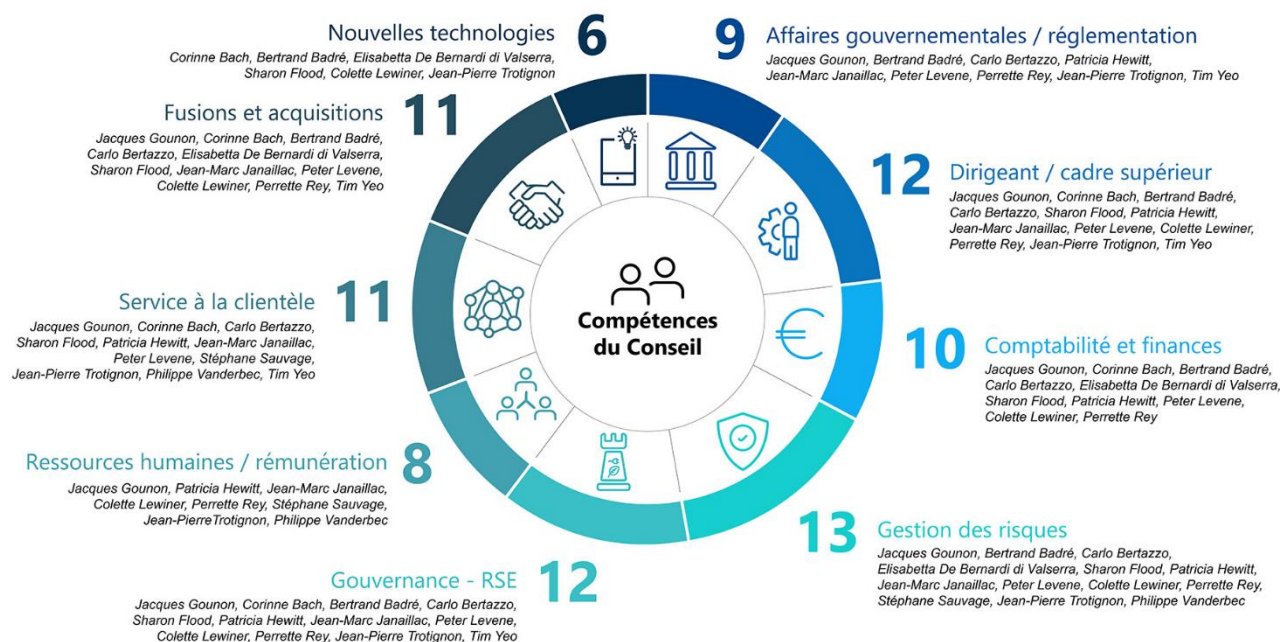 Nouvelles technologies
6
Corinne Bach, Bertrand Badré, Elisabetta De Bernardi di Valserra,
Sharon Flood, Colette Lewiner, Jean-Pierre Trotignon
9
Affaires gouvernementales / réglementation
Jacques Gounon, Bertrand Badré, Carlo Bertazzo, Patricia Hewitt,
Jean-Marc Janaillac, Peter Levene, Perrette Rey, Jean-Pierre Trotignon, Tim Yeo
Fusions et acquisitions
11
Jacques Gounon, Corinne Bach, Bertrand Badré,
Carlo Bertazzo, Elisabetta De Bernardi di Valserra,
Sharon Flood, Jean-Marc Janaillac, Peter Levene,
Colette Lewiner, Perrette Rey, Tim Yeo
12
Dirigeant / cadre supérieur
Jacques Gounon, Corinne Bach, Bertrand Badré,
Carlo Bertazzo, Sharon Flood, Patricia Hewitt,
Jean-Marc Janaillac, Peter Levene, Colette Lewiner,
Perrette Rey, Jean-Pierre Trotignon, Tim Yeo
Compétences
du Conseil
Service à la clientèle
11
Jacques Gounon, Corinne Bach, Carlo Bertazzo,
Sharon Flood, Patricia Hewitt, Jean-Marc Janaillac,
Peter Levene, Stéphane Sauvage,
Jean-Pierre Trotignon, Philippe Vanderbec, Tim Yeo
10
Comptabilité et finances
Jacques Gounon, Corinne Bach, Bertrand Badré,
Carlo Bertazzo, Elisabetta De Bernardi di Valserra,
Sharon Flood, Patricia Hewitt, Peter Levene,
Colette Lewiner, Perrette Rey
Ressources humaines / rémunération
8
Jacques Gounon, Patricia Hewitt, Jean-Marc Janaillac,
Colette Lewiner, Perrette Rey, Stéphane Sauvage,
Jean-PierreTrotignon, Philippe Vanderbec
13
Gestion des risques
Jacques Gounon, Bertrand Badré, Carlo Bertazzo,
Elisabetta De Bernardi di Valserra, Sharon Flood, Patricia Hewitt,
Jean-Marc Janaillac, Peter Levene, Colette Lewiner, Perrette Rey,
Stéphane Sauvage, Jean-Pierre Trotignon, Philippe Vanderbec
Gouvernance - RSE
12
Jacques Gounon, Corinne Bach, Bertrand Badré, Carlo Bertazzo,
Sharon Flood, Patricia Hewitt, Jean-Marc Janaillac, Peter Levene,
Colette Lewiner, Perrette Rey, Jean-Pierre Trotignon, Tim Yeo